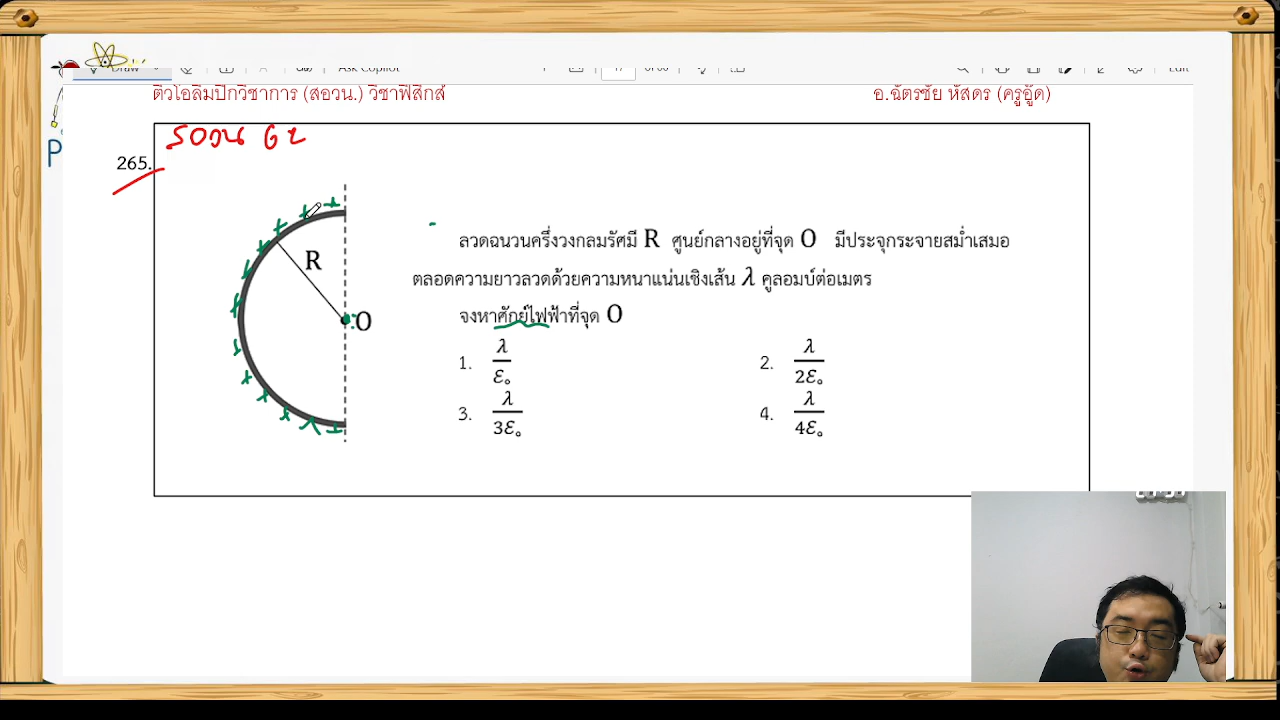 Draw
Ask Copilot
Edit
ติวโอลิมปิกวิชาการ (สอวน.) วิชาฟิสิกส์ อ.ฉัตรชัย หัสดร (ครูอู๊ด)
สอวน 62
P
265.
R
O
ลวดฉนวนครึ่งวงกลมรัศมี R ศูนย์กลางอยู่ที่จุด O มีประจุกระจายสม่ำเสมอ
ตลอดความยาวลวดด้วยความหนาแน่นเชิงเส้น λ คูลอมบ์ต่อเมตร
จงหาศักย์ไฟฟ้าที่จุด O
1. λ/ε₀ 2. λ/2ε₀
3. λ/3ε₀ 4. λ/4ε₀